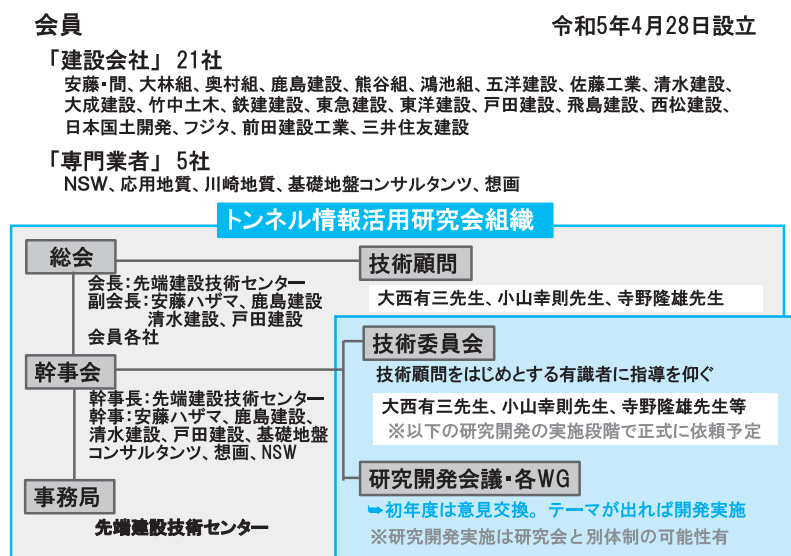 会員
令和5年4月28日設立
「建設会社」 21社
安藤・間、大林組、奥村組、鹿島建設、熊谷組、鴻池組、五洋建設、佐藤工業、清水建設、
大成建設、竹中土木、鉄建建設、東急建設、東洋建設、戸田建設、飛島建設、西松建設、
日本国土開発、フジタ、前田建設工業、三井住友建設
「専門業者」 5社
NSW、応用地質、川崎地質、基礎地盤コンサルタンツ、想画
トンネル情報活用研究会組織
総会
会長：先端建設技術センター
副会長：安藤ハザマ、鹿島建設
清水建設、戸田建設
会員各社
技術顧問
大西有三先生、小山幸則先生、寺野隆雄先生
幹事会
幹事長：先端建設技術センター
幹事：安藤ハザマ、鹿島建設、
清水建設、戸田建設、基礎地盤
コンサルタンツ、想画、NSW
事務局
先端建設技術センター
技術委員会
技術顧問をはじめとする有識者に指導を仰ぐ
大西有三先生、小山幸則先生、寺野隆雄先生等
※以下の研究開発の実施段階で正式に依頼予定
研究開発会議・各WG
➥初年度は意見交換。テーマが出れば開発実施
※研究開発実施は研究会と別体制の可能性有